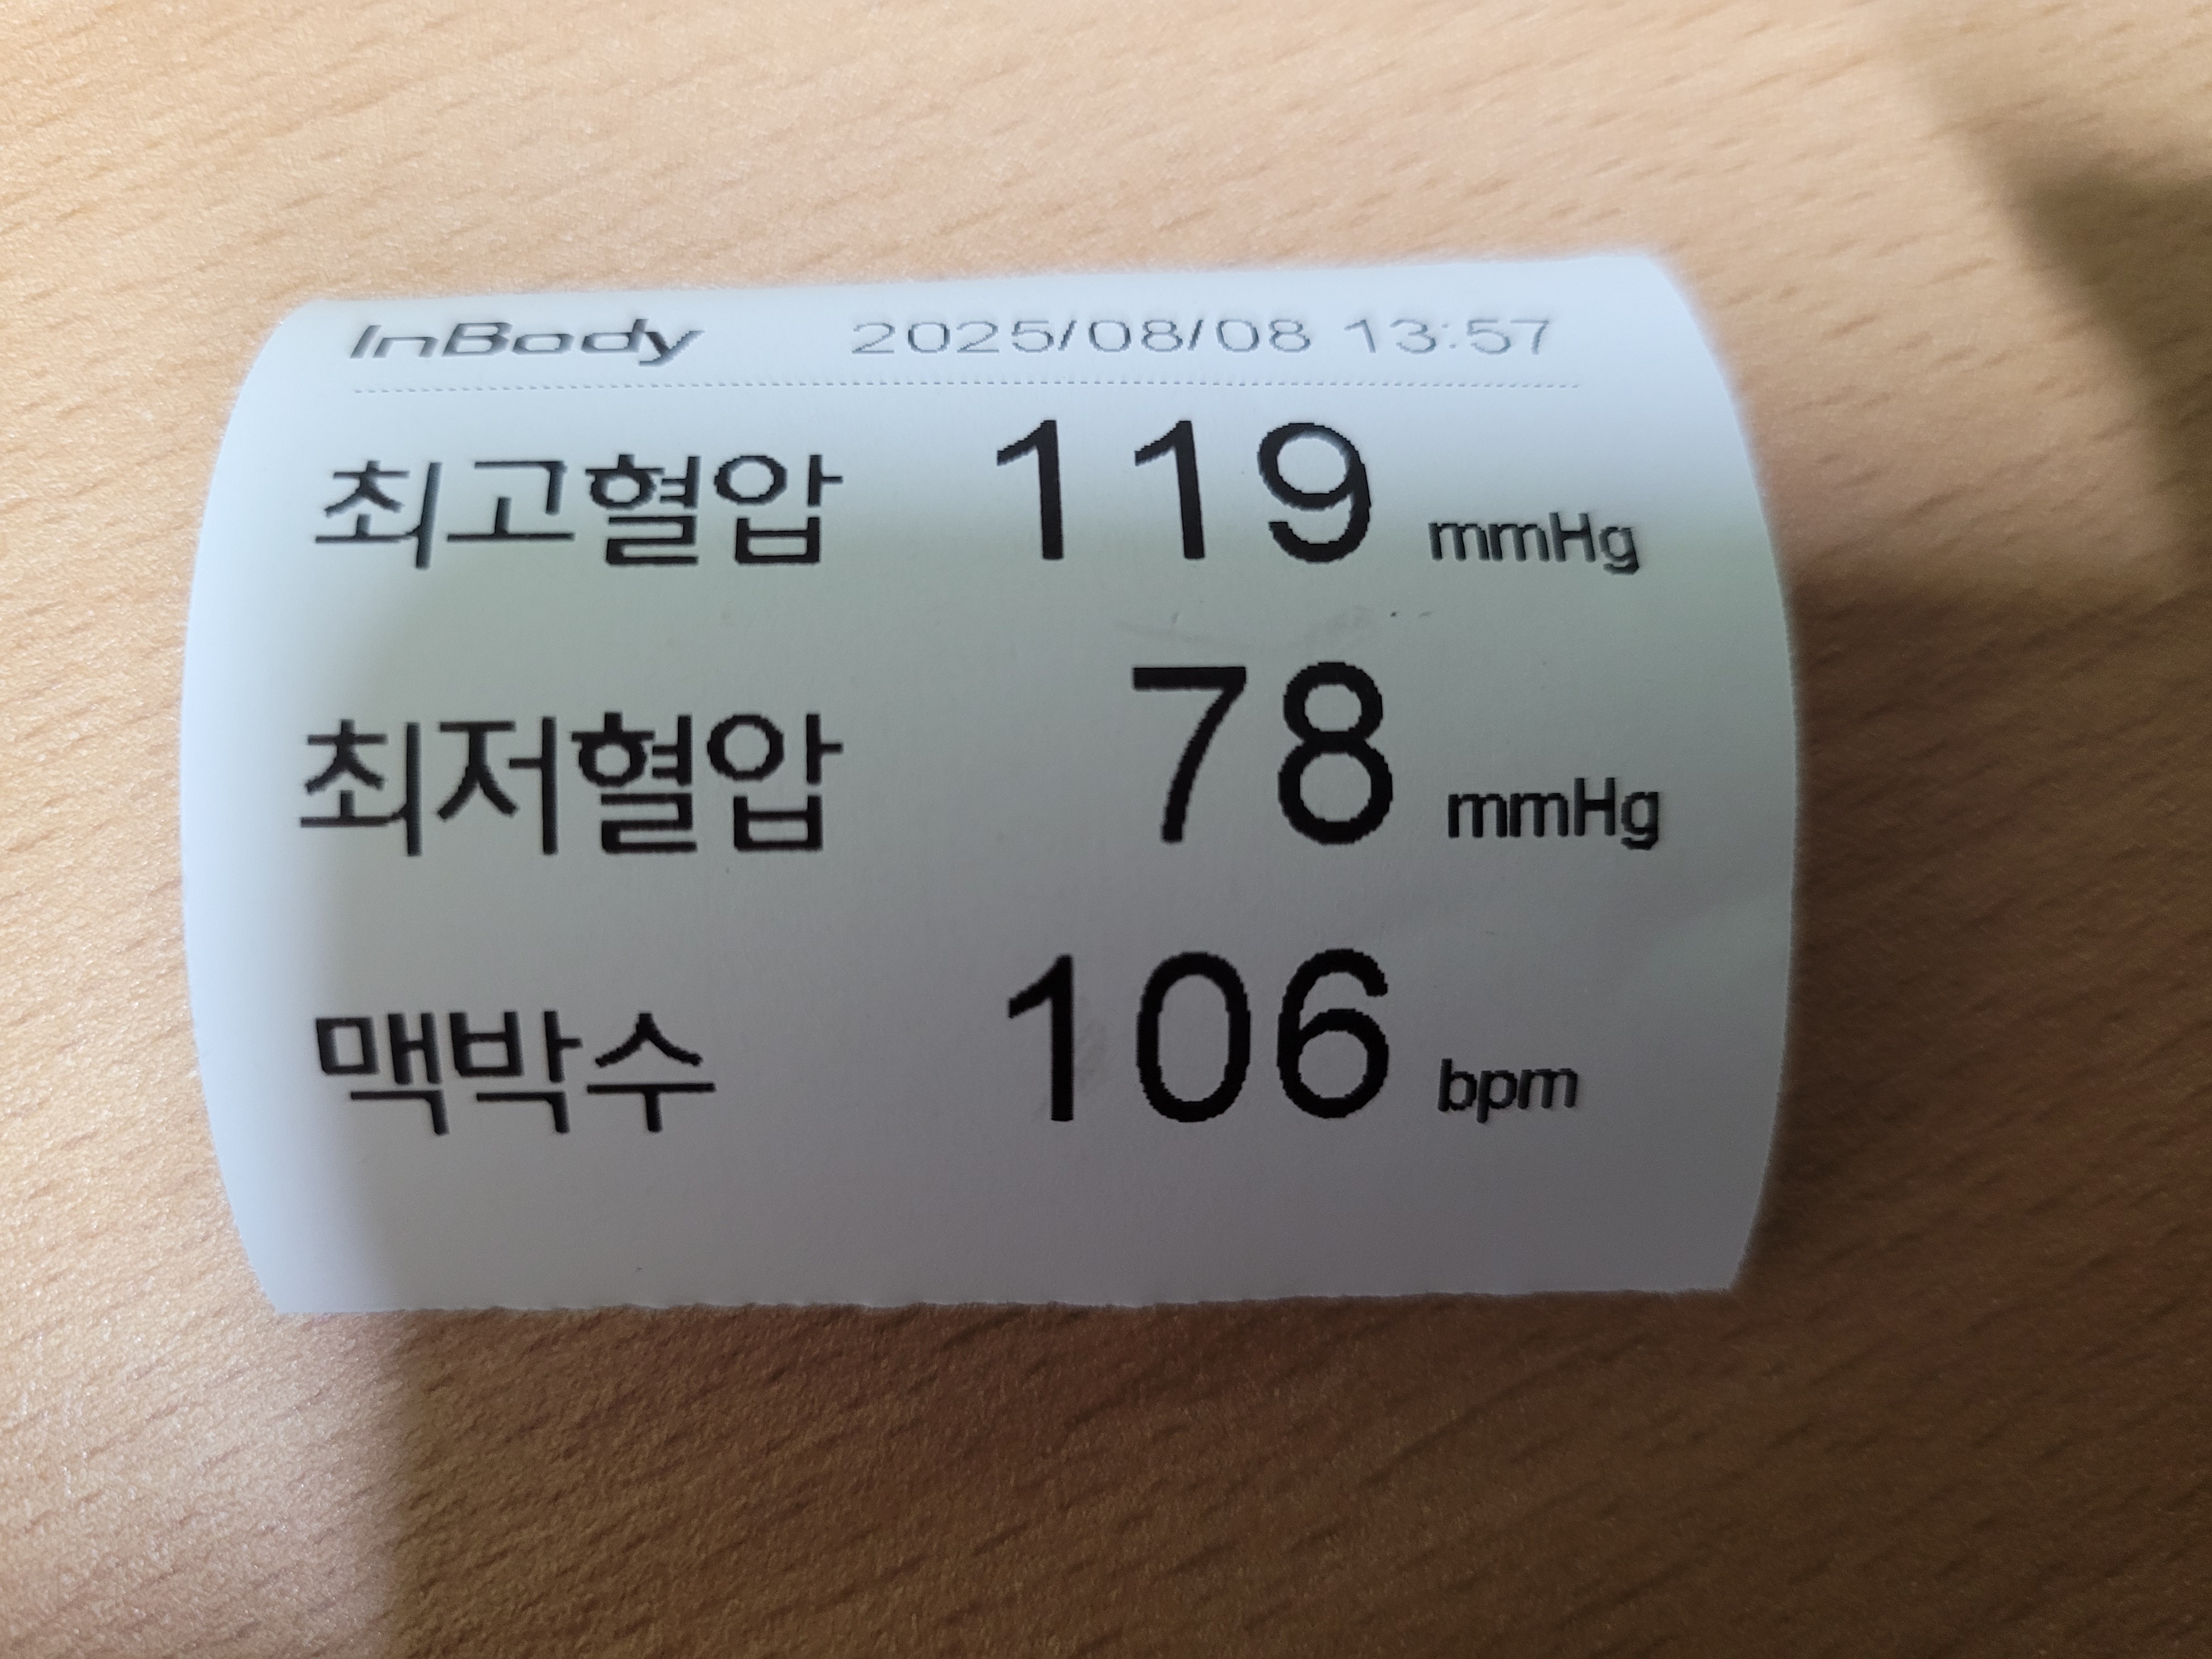 InBody 2025/08/08 13:57
최고혈압 119 mmHg
최저혈압 78 mmHg
맥박수 106 bpm